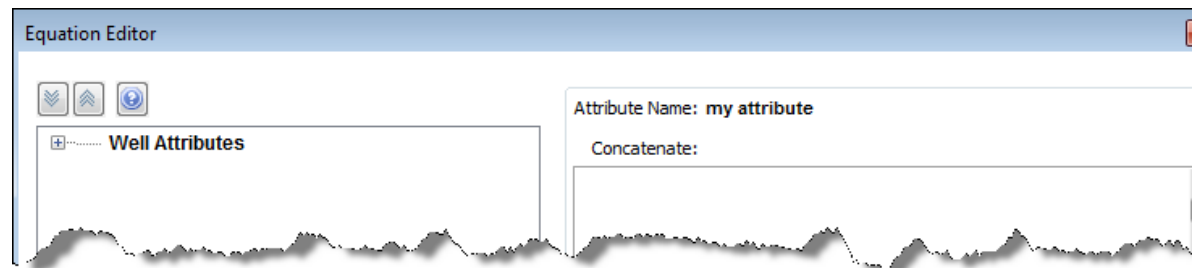 Equation Editor
Attribute Name: my attribute
Well Attributes
Concatenate: